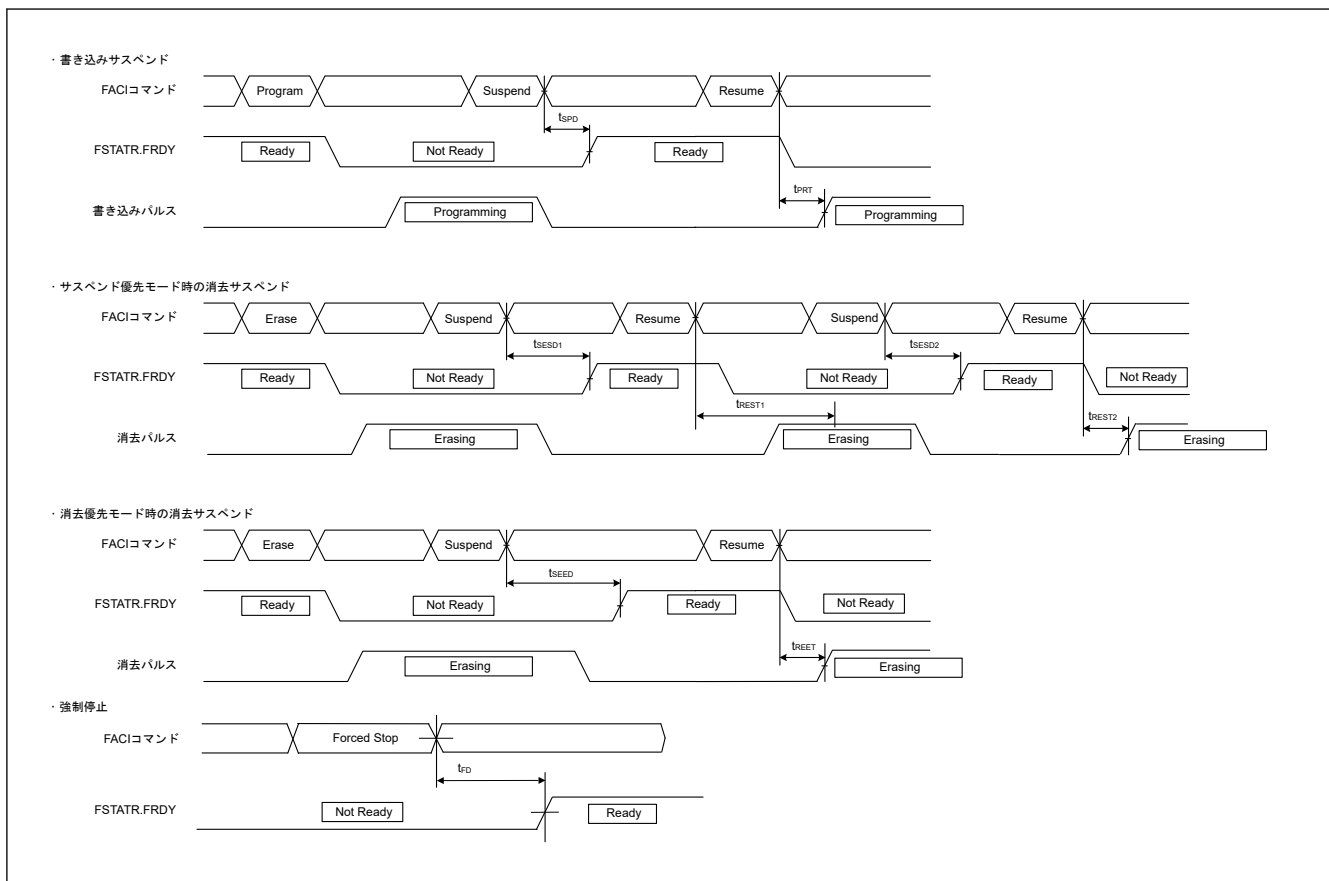 ・書き込みサスペンド
FACIコマンド Program Suspend Resume
tSPD
FSTATR.FRDY Ready Not Ready Ready
tPRT
書き込みパルス Programming Programming
・サスペンド優先モード時の消去サスペンド
FACIコマンド Erase Suspend Resume Suspend Resume
tSESD1 tSESD2
FSTATR.FRDY Ready Not Ready Ready Not Ready Ready Not Ready
tREST1 tREST2
消去パルス Erasing Erasing Erasing
・消去優先モード時の消去サスペンド
FACIコマンド Erase Suspend Resume
tSEED
FSTATR.FRDY Ready Not Ready Ready Not Ready
tREET
消去パルス Erasing Erasing
・強制停止
FACIコマンド Forced Stop
tFD
FSTATR.FRDY Not Ready Ready